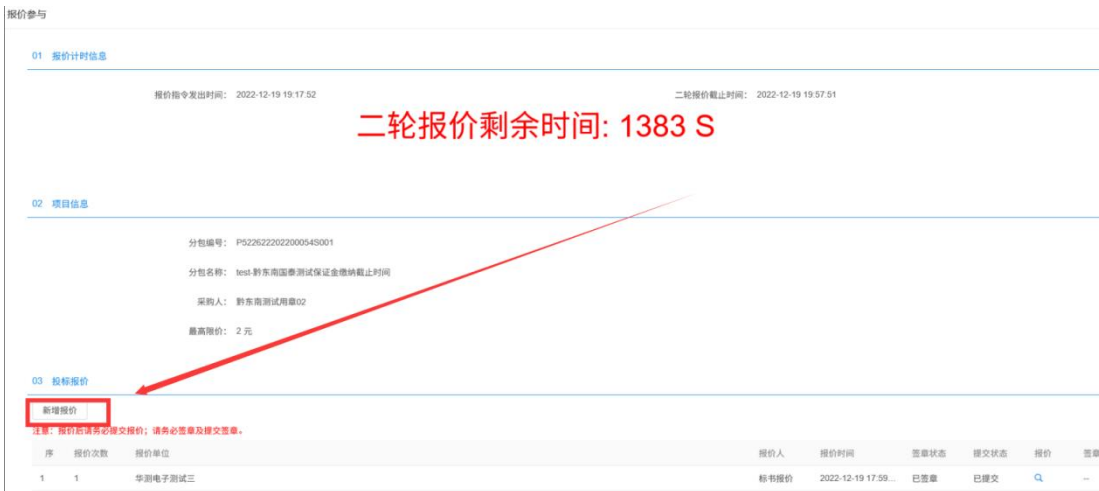 报价参与
01 报价计时信息
报价指令发出时间： 2022-12-19 19:17:52 二轮报价截止时间： 2022-12-19 19:57:51
二轮报价剩余时间: 1383 S
02 项目信息
分包编号： P522622202200054S001
分包名称： test-黔东南国泰测试保证金缴纳截止时间
采购人： 黔东南测试用章02
最高限价： 2 元
03 投标报价
新增报价
注意：报价后请务必提交报价；请务必签章及提交签章。
序 报价次数 报价单位 报价人 报价时间 签章状态 提交状态 报价 签章
1 1 华测电子测试三 标书报价 2022-12-19 17:59... 已签章 已提交 --